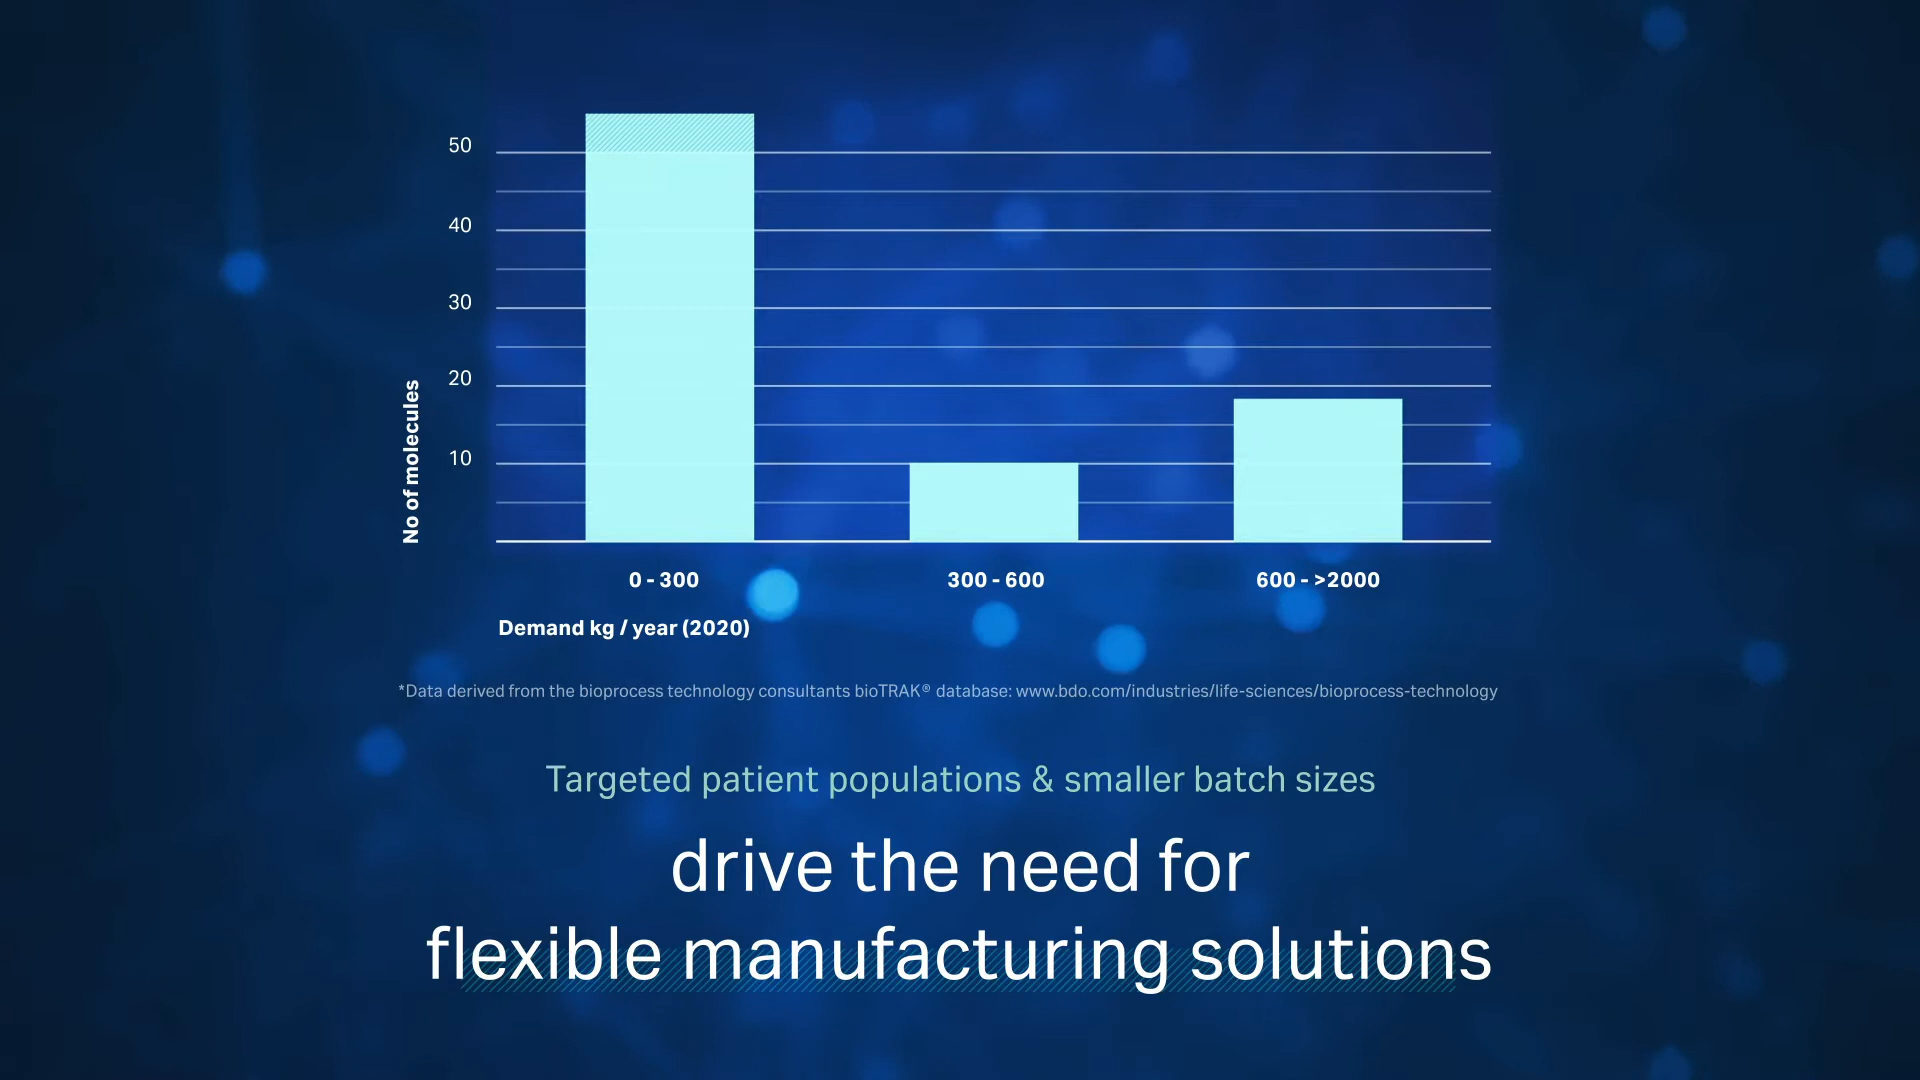 50
40
30
20
10
No of molecules
0 - 300
300 - 600
600 - >2000
Demand kg / year (2020)
*Data derived from the bioprocess technology consultants bioTRAK® database: www.bdo.com/industries/life-sciences/bioprocess-technology
Targeted patient populations & smaller batch sizes
drive the need for
flexible manufacturing solutions